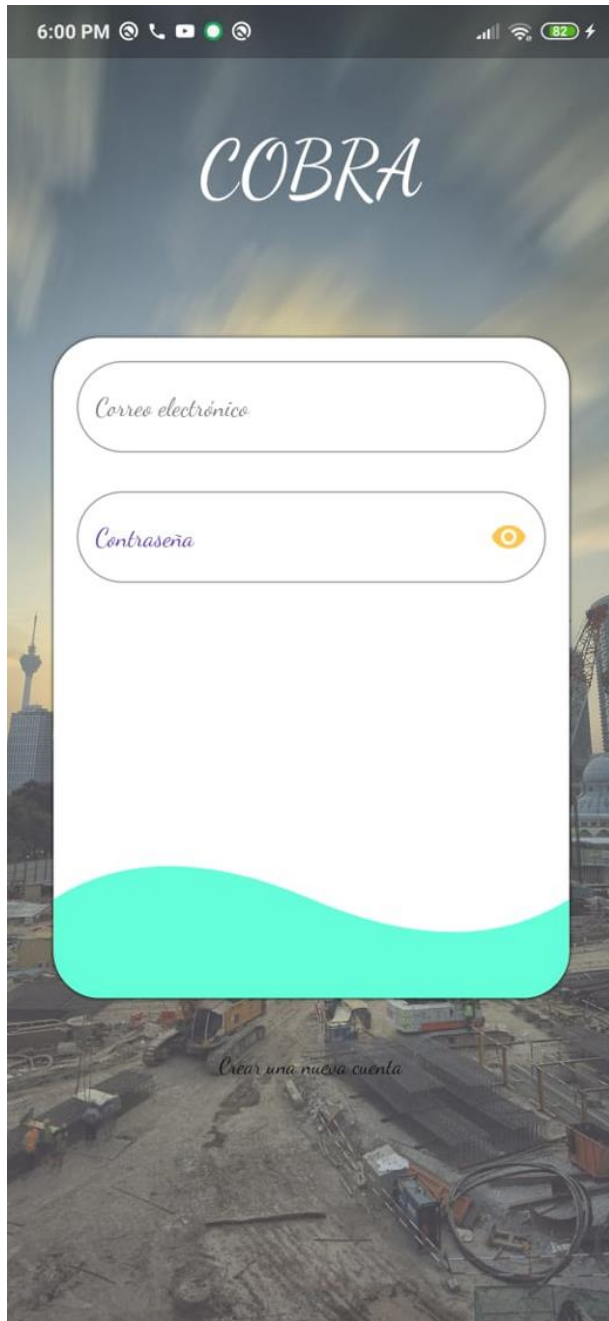 6:00 PM
82
COBRA
Correo electrónico
Contraseña
Crear una nueva cuenta